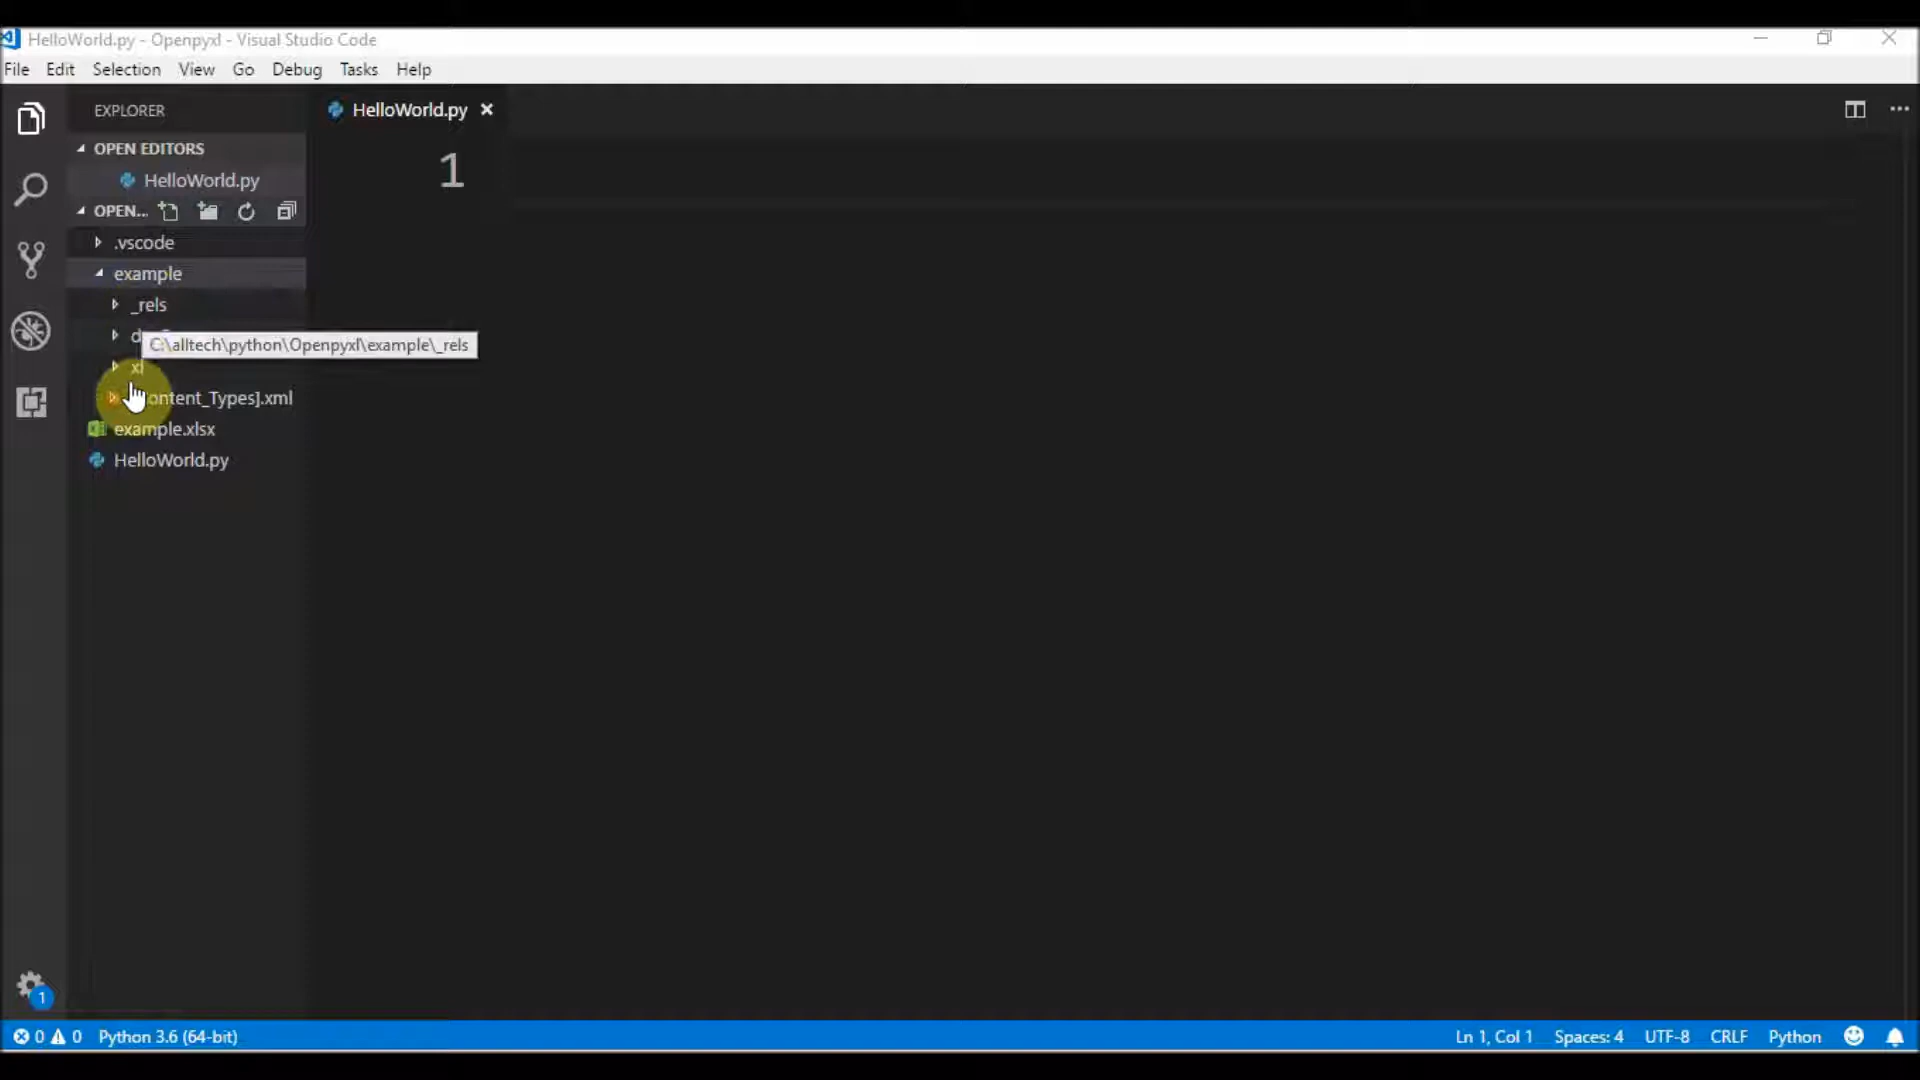 HelloWorld.py - Openpyxl - Visual Studio Code
File Edit Selection View Go Debug Tasks Help
EXPLORER
HelloWorld.py
OPEN EDITORS
1
HelloWorld.py
OPEN...
.vscode
example
_rels
C:\alltech\python\Openpyxl\example\_rels
xl
ontent_Types].xml
example.xlsx
HelloWorld.py
1
0 0 Python 3.6 (64-bit) Ln 1, Col 1 Spaces: 4 UTF-8 CRLF Python